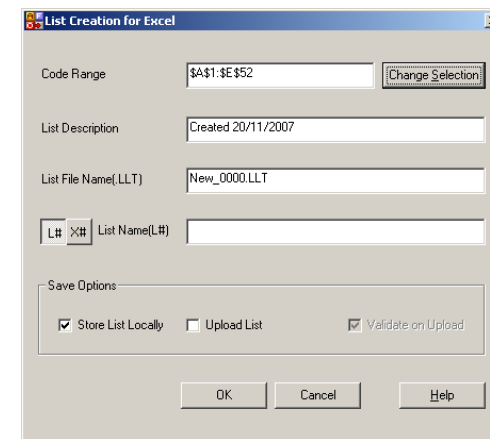 List Creation for Excel
Code Range $A$1:$E$52 Change Selection
List Description Created 20/11/2007
List File Name(.LLT) New_0000.LLT
L# X# List Name(L#)
Save Options
Store List Locally Upload List Validate on Upload
OK Cancel Help